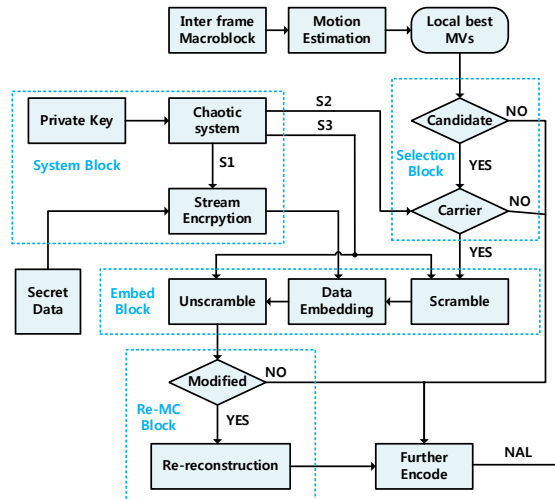 Inter frame
Macroblock
Motion
Estimation
Local best
MVs
Private Key
Chaotic
system
S2
S3
Candidate
NO
System Block
S1
Selection
Block
YES
Stream
Encrpytion
Carrier
NO
YES
Secret
Data
Embed
Block
Unscramble
Data
Embedding
Scramble
Modified
NO
Re-MC
Block
YES
Re-reconstruction
Further
Encode
NAL